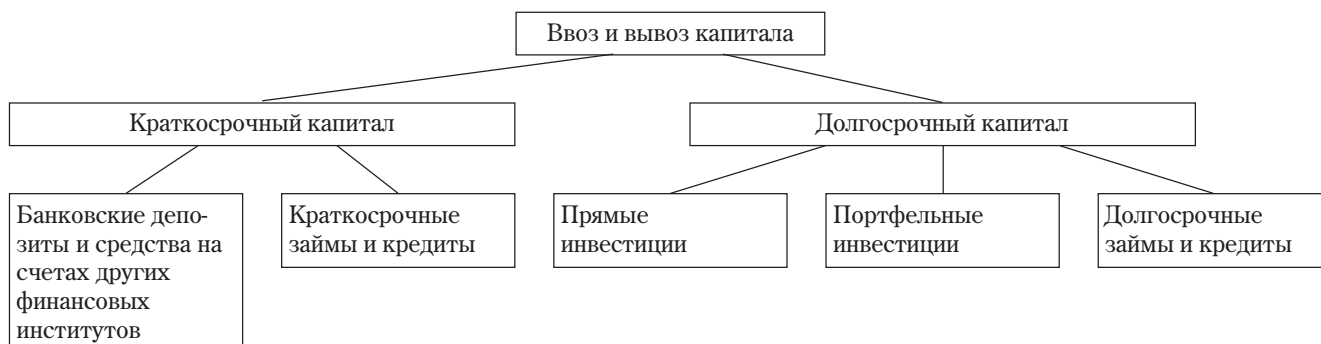 Ввоз и вывоз капитала
Краткосрочный капитал
Долгосрочный капитал
Банковские депо-
зиты и средства на
счетах других
финансовых
институтов
Краткосрочные
займы и кредиты
Прямые
инвестиции
Портфельные
инвестиции
Долгосрочные
займы и кредиты